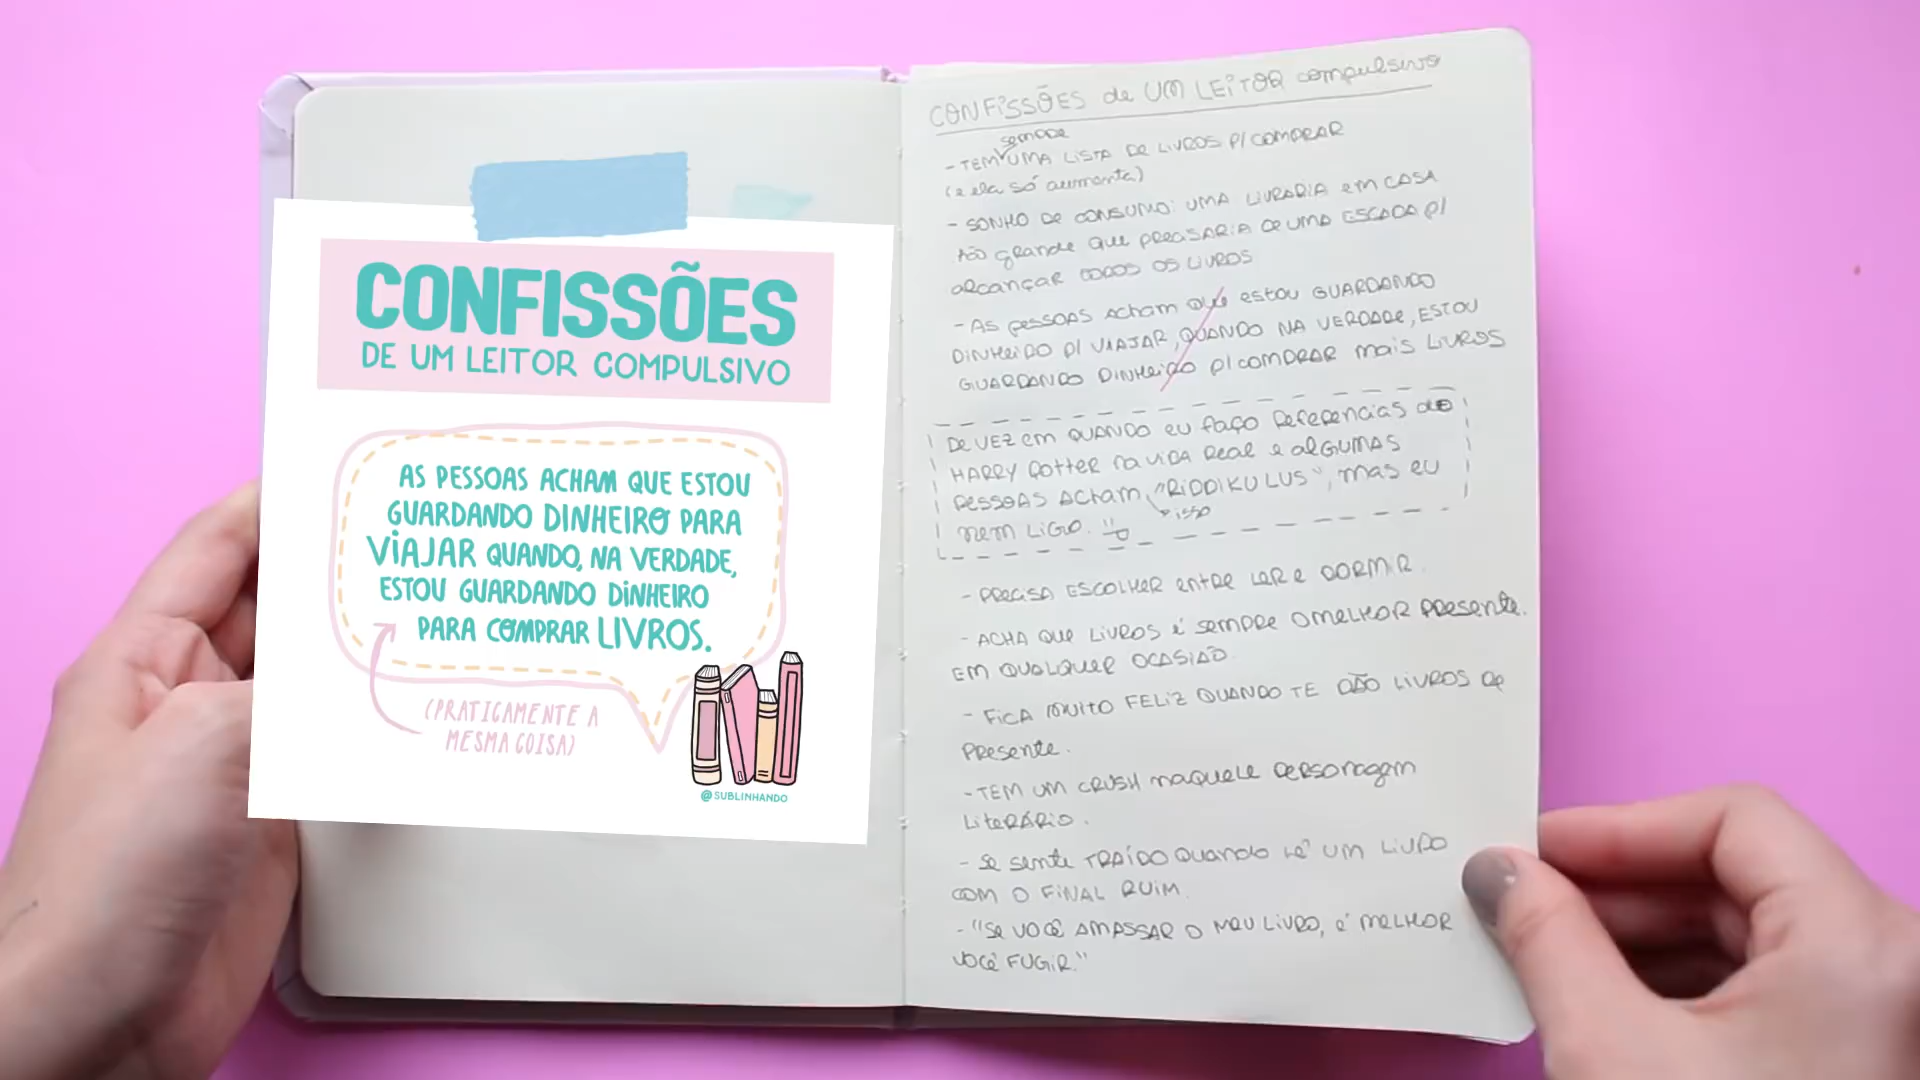 CONFISSÕES
DE UM LEITOR COMPULSIVO
AS PESSOAS ACHAM QUE ESTOU
GUARDANDO DINHEIRO PARA
VIAJAR QUANDO, NA VERDADE,
ESTOU GUARDANDO DINHEIRO
PARA COMPRAR LIVROS.
(PRATICAMENTE A
MESMA COISA)
@SUBLINHANDO
CONFISSÕES de UM LEITOR compulsivo
sempre
- TEM UMA LISTA DE LIVROS P/ COMPRAR
(e ela só aumenta)
- SONHO DE CONSUMO: UMA LIVRARIA em CASA
tão grande que precisaria de uma ESCADA P/
alcançar todos os LIVROS
- As pessoas acham que estou GUARDANDO
DINHEIRO P/ VIAJAR, QUANDO NA VERDADE, ESTOU
GUARDANDO DINHEIRO p/ comprar mais LIVROS
De vez em quando eu faço referencias de
HARRY POTTER na vida real e algumas
pessoas acham "RIDDIKULUS", mas eu
isso
nem ligo.
- PRECISA ESCOLHER entre LER e DORMIR.
- ACHA que LIVROS é sempre o melhor presente.
EM QUALQUER OCASIÃO.
- FICA MUITO FELIZ QUANDO TE DÃO LIVROS de
presente.
- TEM UM CRUSH naquele personagem
Literário.
- Se sente TRAÍDO quando lê UM LIVRO
COM O FINAL RUIM.
- "Se você AMASSAR O MEU LIVRO, é MELHOR
você FUGIR."